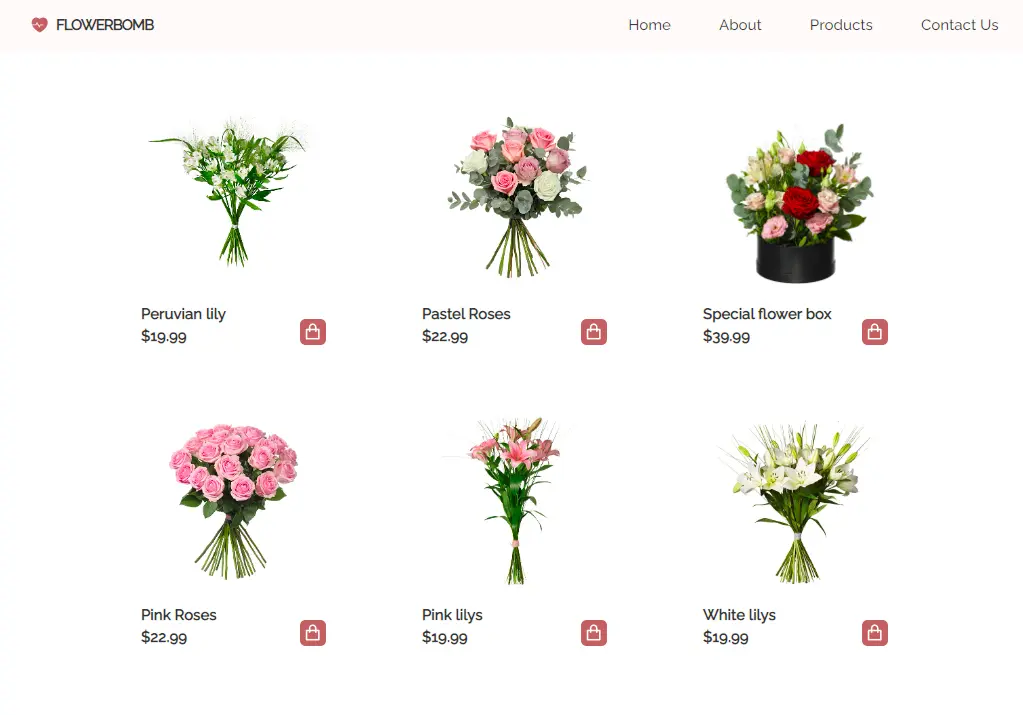 FLOWERBOMB
Home About Products Contact Us
Peruvian lily
$19.99
Pastel Roses
$22.99
Special flower box
$39.99
Pink Roses
$22.99
Pink lilys
$19.99
White lilys
$19.99